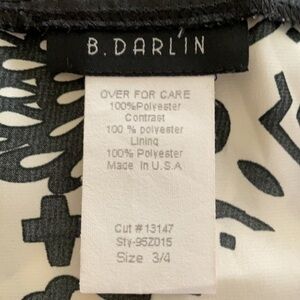 B. DARLIN
OVER FOR CARE
100%Polyester
Contrast
100 % polyester
Lining
100% Polyester
Made In U.S.A
Cut #13147
Sty-95Z015
Size 3/4